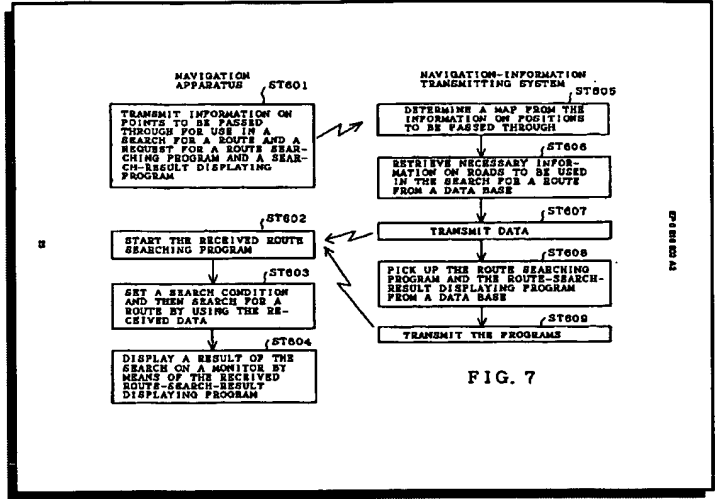 NAVIGATION
APPARATUS
ST601
TRANSMIT INFORMATION ON
POINTS TO BE PASSED
THROUGH FOR USE IN A
SEARCH FOR A ROUTE AND A
REQUEST FOR A ROUTE SEAR-
CHING PROGRAM AND A SEAR-
CH-RESULT DISPLAYING
PROGRAM
ST602
START THE RECEIVED ROUTE
SEARCHING PROGRAM
ST603
SET A SEARCH CONDITION
AND THEN SEARCH FOR A
ROUTE BY USING THE RE-
CEIVED DATA
ST604
DISPLAY A RESULT OF THE
SEARCH ON A MONITOR BY
MEANS OF THE RECEIVED
ROUTE-SEARCH-RESULT
DISPLAYING PROGRAM
NAVIGATION-INFORMATION
TRANSMITTING SYSTEM
ST605
DETERMINE A MAP FROM THE
INFORMATION ON POSITIONS
TO BE PASSED THROUGH
ST606
RETRIEVE NECESSARY INFOR-
MATION ON ROADS TO BE USED
IN THE SEARCH FOR A ROUTE
FROM A DATA BASE
ST607
TRANSMIT DATA
ST608
PICK UP THE ROUTE SEARCHING
PROGRAM AND THE ROUTE-SEARCH-
RESULT DISPLAYING PROGRAM
FROM A DATA BASE
ST609
TRANSMIT THE PROGRAMS
FIG. 7